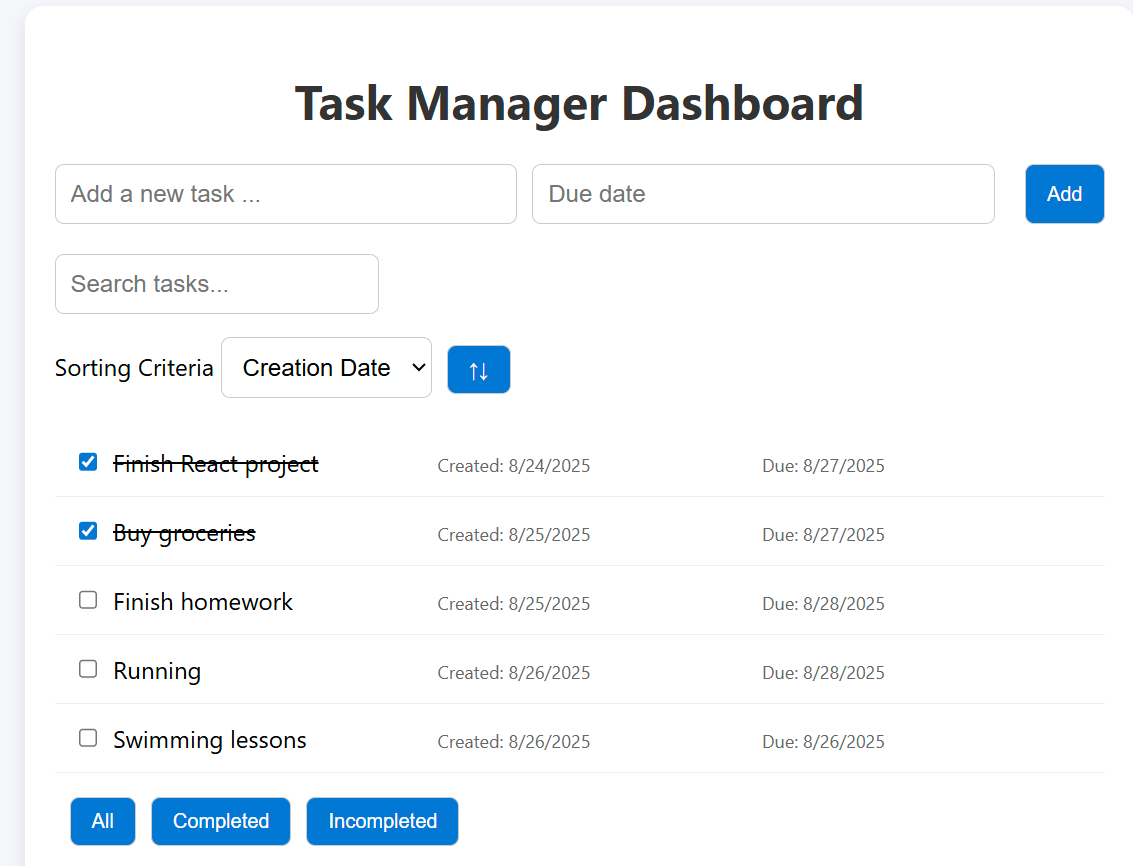 Task Manager Dashboard
Add a new task ... Due date Add
Search tasks...
Sorting Criteria Creation Date ↑↓
Finish React project Created: 8/24/2025 Due: 8/27/2025
Buy groceries Created: 8/25/2025 Due: 8/27/2025
Finish homework Created: 8/25/2025 Due: 8/28/2025
Running Created: 8/26/2025 Due: 8/28/2025
Swimming lessons Created: 8/26/2025 Due: 8/26/2025
All Completed Incompleted